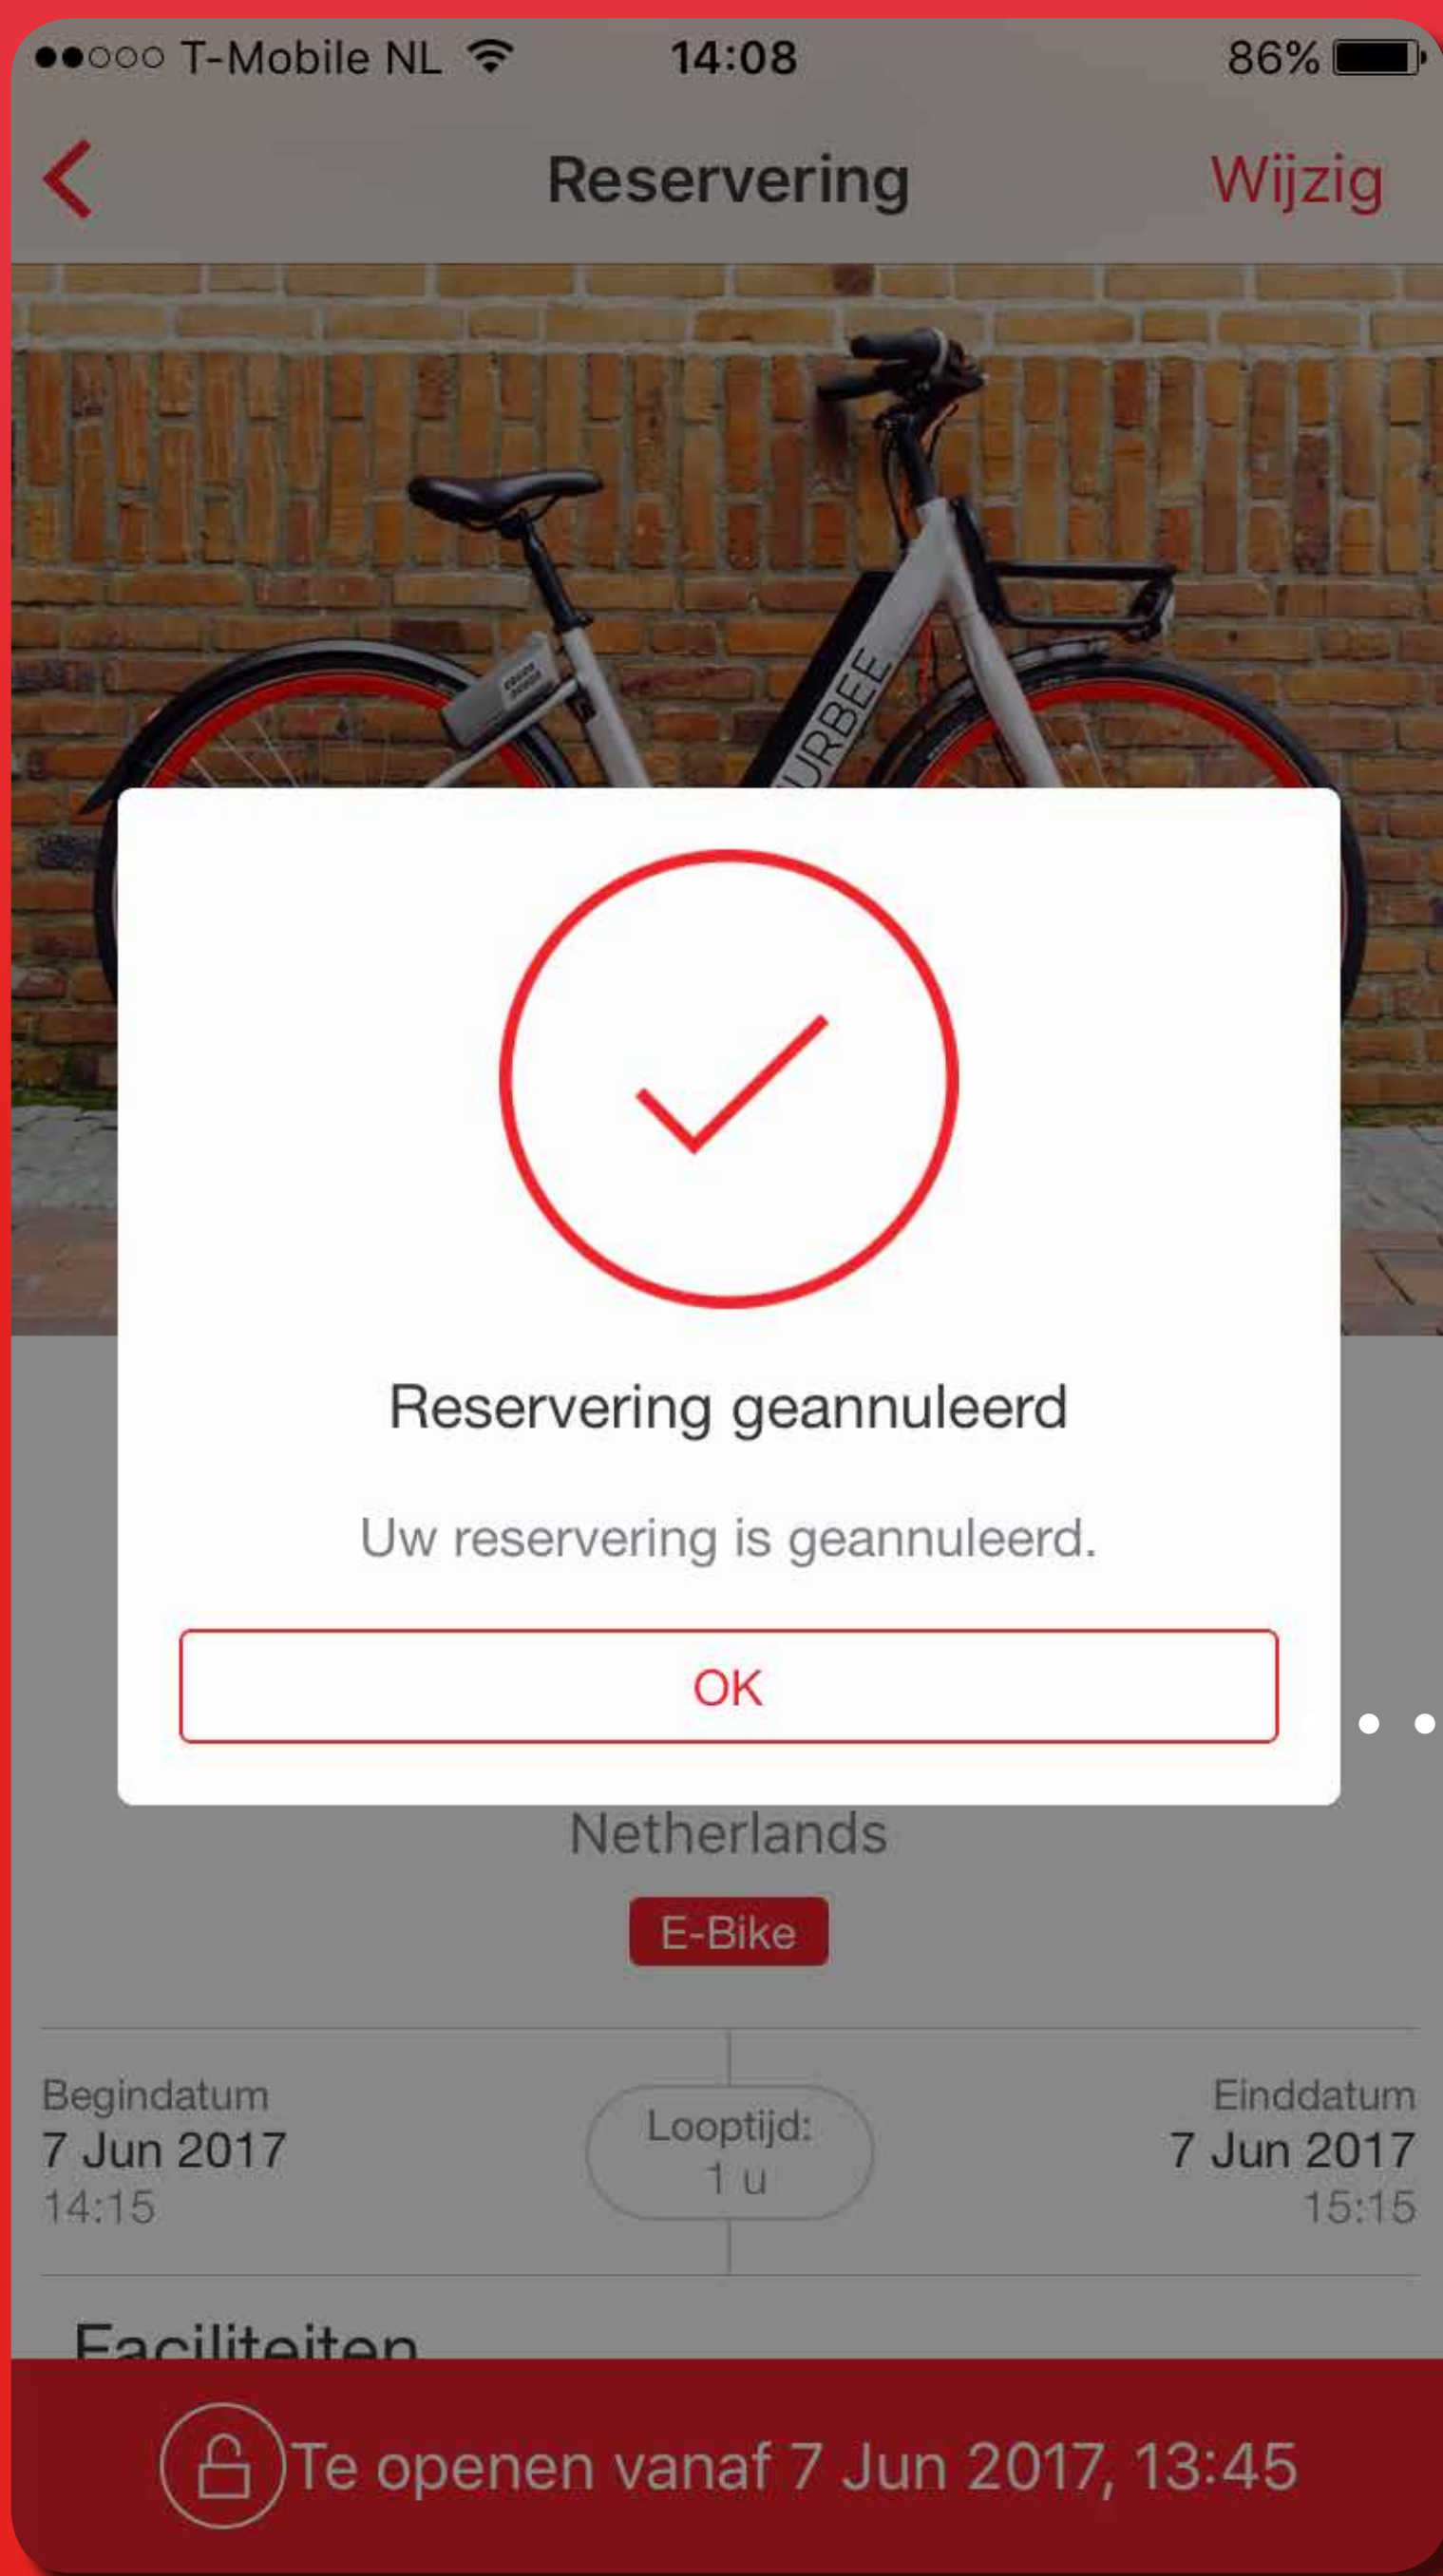 T-Mobile NL 14:08 86%
Reservering Wijzig
URBEE
Reservering geannuleerd
Uw reservering is geannuleerd.
OK
Netherlands
E-Bike
Begindatum Looptijd: Einddatum
7 Jun 2017 1 u 7 Jun 2017
14:15 15:15
Faciliteiten
Te openen vanaf 7 Jun 2017, 13:45